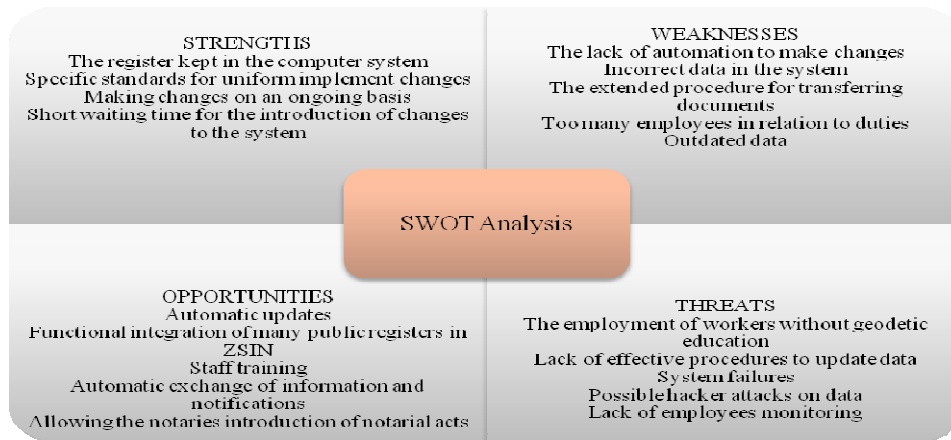 STRENGTHS
The register kept in the computer system
Specific standards for uniform implement changes
Making changes on an ongoing basis
Short waiting time for the introduction of changes
to the system
WEAKNESSES
The lack of automation to make changes
Incorrect data in the system
The extended procedure for transferring
documents
Too many employees in relation to duties
Outdated data
SWOT Analysis
OPPORTUNITIES
Automatic updates
Functional integration of many public registers in
ZSIN
Staff training
Automatic exchange of information and
notifications
Allowing the notaries introduction of notarial acts
THREATS
The employment of workers without geodetic
education
Lack of effective procedures to update data
System failures
Possible hacker attacks on data
Lack of employees monitoring